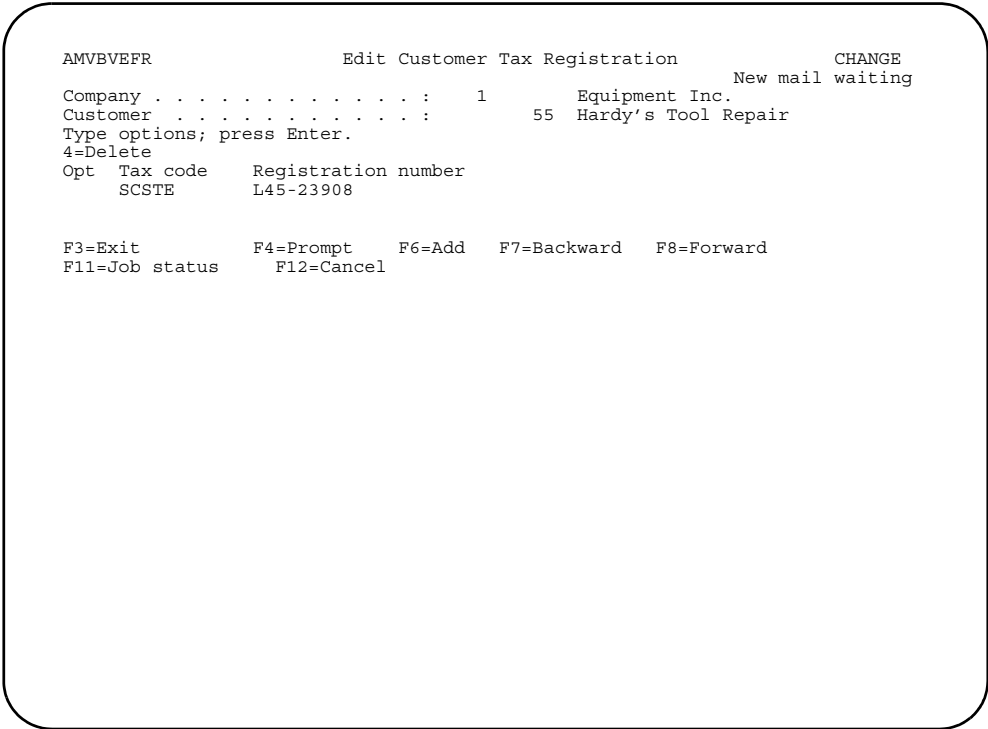 AMVBVEFR Edit Customer Tax Registration CHANGE
New mail waiting
Company . . . . . . . . . . . . : 1 Equipment Inc.
Customer . . . . . . . . . . . : 55 Hardy's Tool Repair
Type options; press Enter.
4=Delete
Opt Tax code Registration number
SCSTE L45-23908
F3=Exit F4=Prompt F6=Add F7=Backward F8=Forward
F11=Job status F12=Cancel